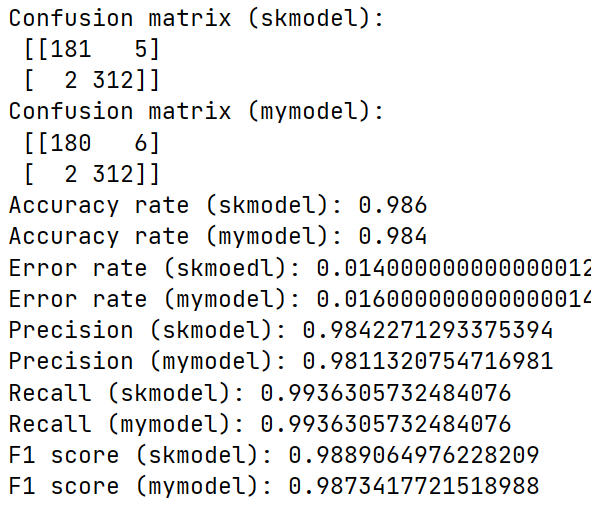 Confusion matrix (skmodel):
[[181   5]
[  2 312]]
Confusion matrix (mymodel):
[[180   6]
[  2 312]]
Accuracy rate (skmodel): 0.986
Accuracy rate (mymodel): 0.984
Error rate (skmoedl): 0.014000000000000012
Error rate (mymodel): 0.016000000000000014
Precision (skmodel): 0.9842271293375394
Precision (mymodel): 0.9811320754716981
Recall (skmodel): 0.9936305732484076
Recall (mymodel): 0.9936305732484076
F1 score (skmodel): 0.9889064976228209
F1 score (mymodel): 0.9873417721518988